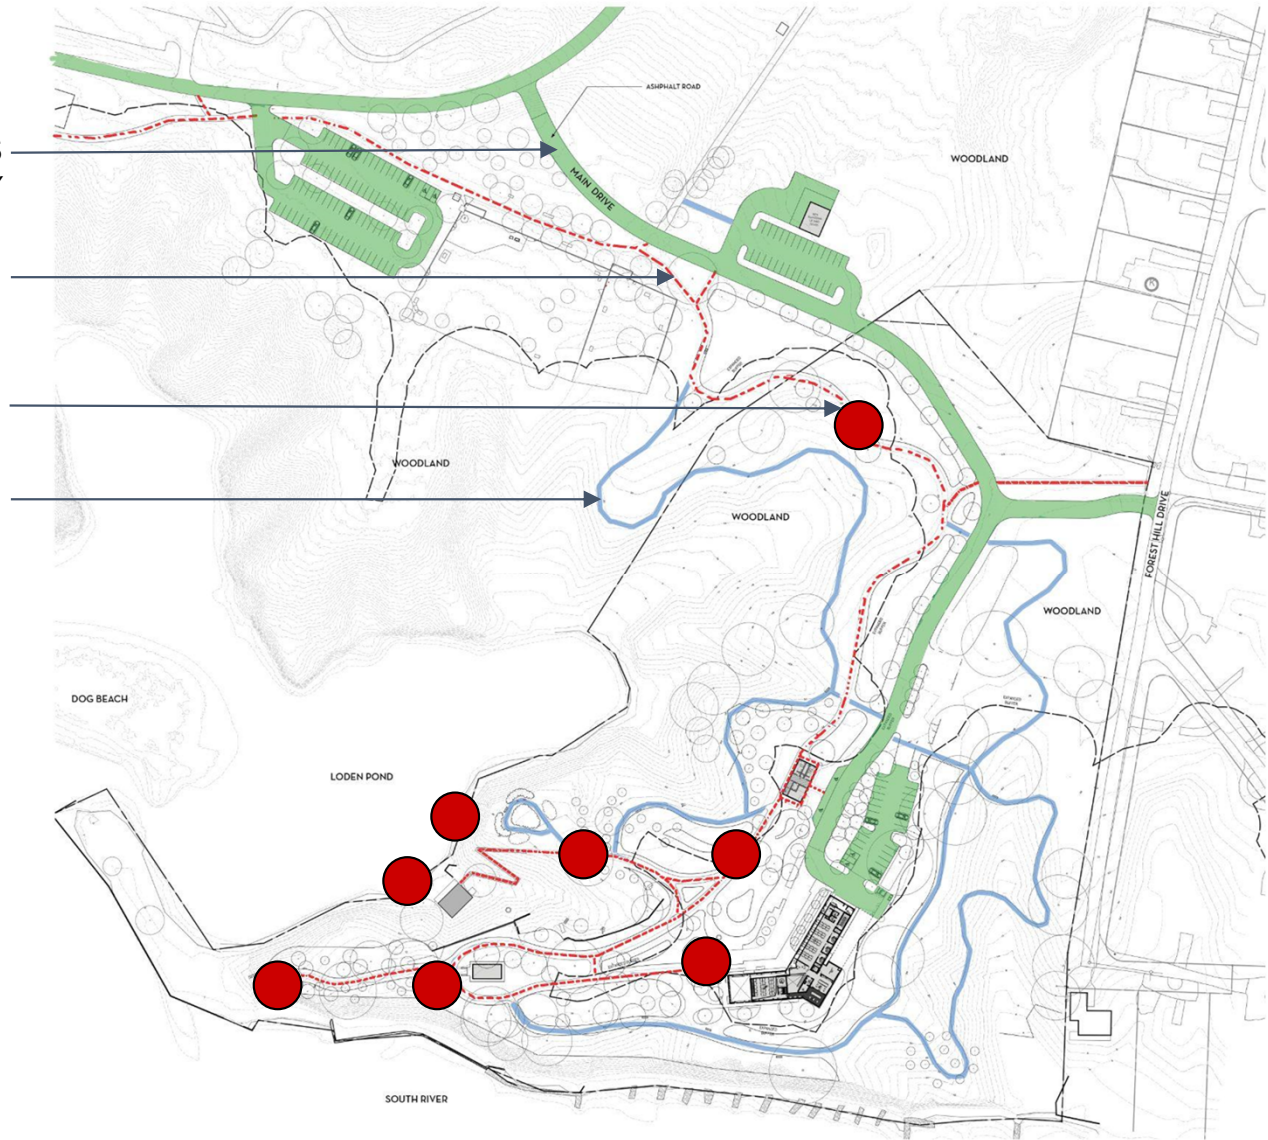 ASHPHALT ROAD
WOODLAND
MAIN DRIVE
WOODLAND
WOODLAND
FOREST HILL DRIVE
WOODLAND
DOG BEACH
LODEN POND
SOUTH RIVER